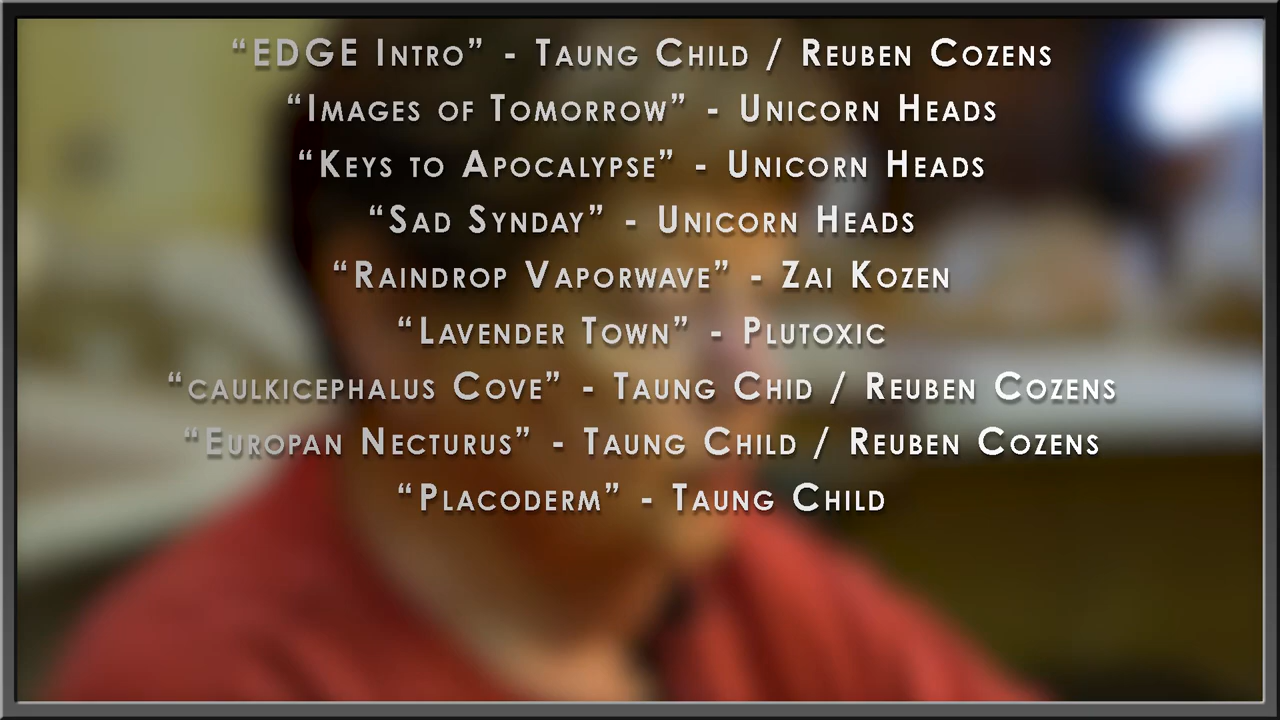 “EDGE Intro” - Taung Child / Reuben Cozens
“Images of Tomorrow” - Unicorn Heads
“Keys to Apocalypse” - Unicorn Heads
“Sad Synday” - Unicorn Heads
“Raindrop Vaporwave” - Zai Kozen
“Lavender Town” - Plutoxic
“caulkicephalus Cove” - Taung Chid / Reuben Cozens
“Europan Necturus” - Taung Child / Reuben Cozens
“Placoderm” - Taung Child